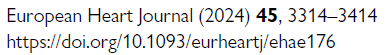 European Heart Journal (2024) 45, 3314–3414
https://doi.org/10.1093/eurheartj/ehae176